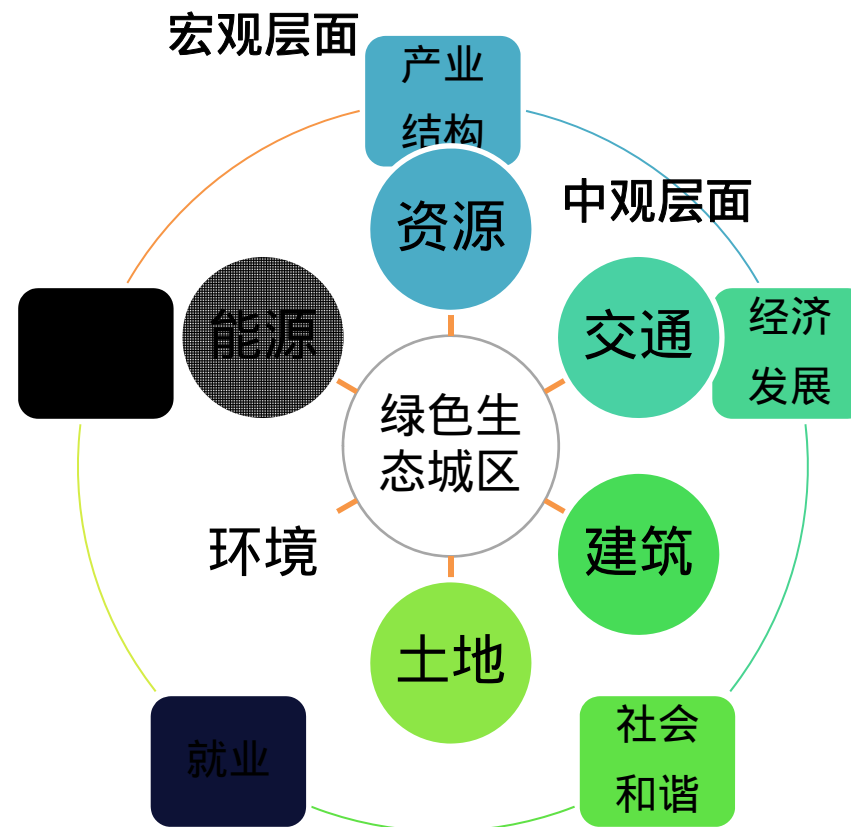 宏观层面
产业
结构
资源
中观层面
能源
交通
经济
发展
绿色生
态城区
环境
建筑
土地
就业
社会
和谐